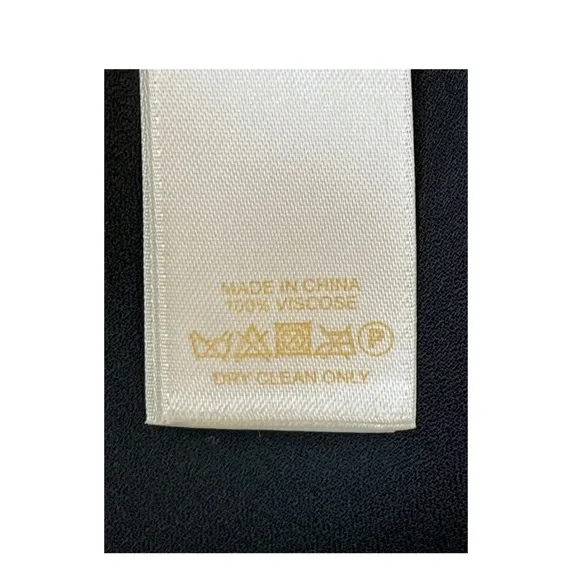 MADE IN CHINA
100% VISCOSE
P
DRY CLEAN ONLY